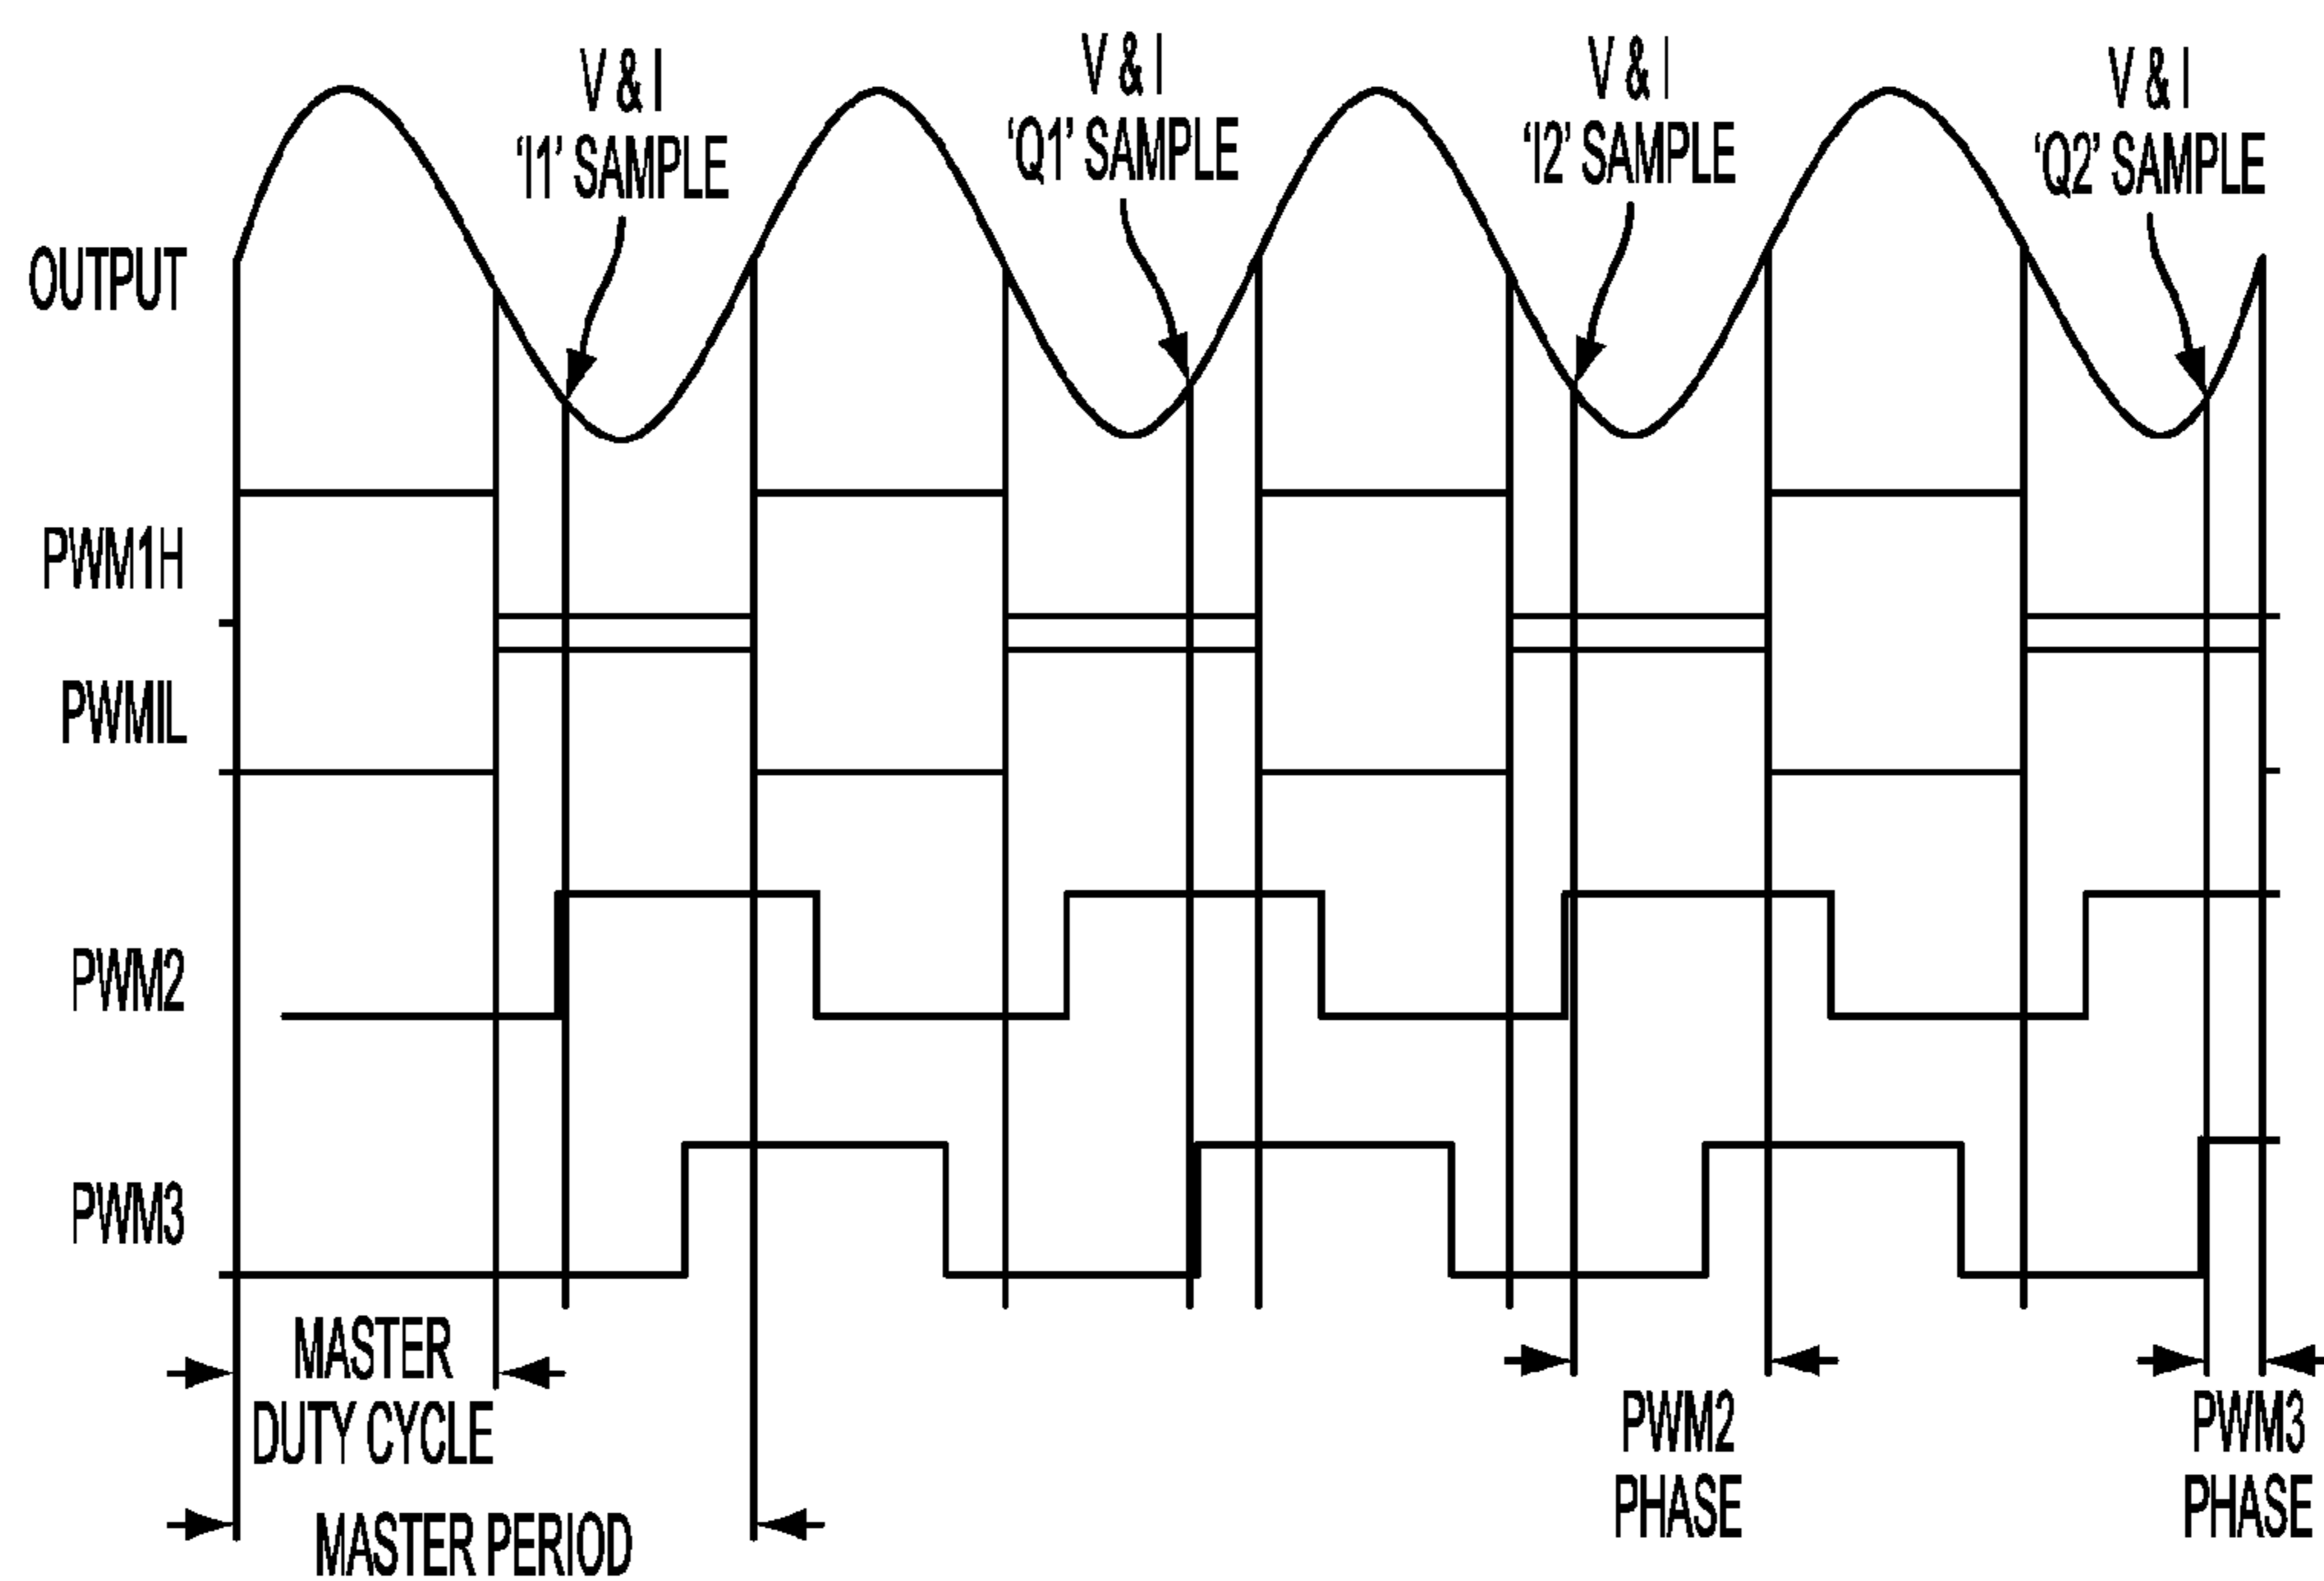 V & I
‘I1’ SAMPLE
V & I
‘Q1’ SAMPLE
V & I
‘I2’ SAMPLE
V & I
‘Q2’ SAMPLE
OUTPUT
PWM1H
PWMIL
PWM2
PWM3
MASTER
DUTY CYCLE
MASTER PERIOD
PWM2
PHASE
PWM3
PHASE